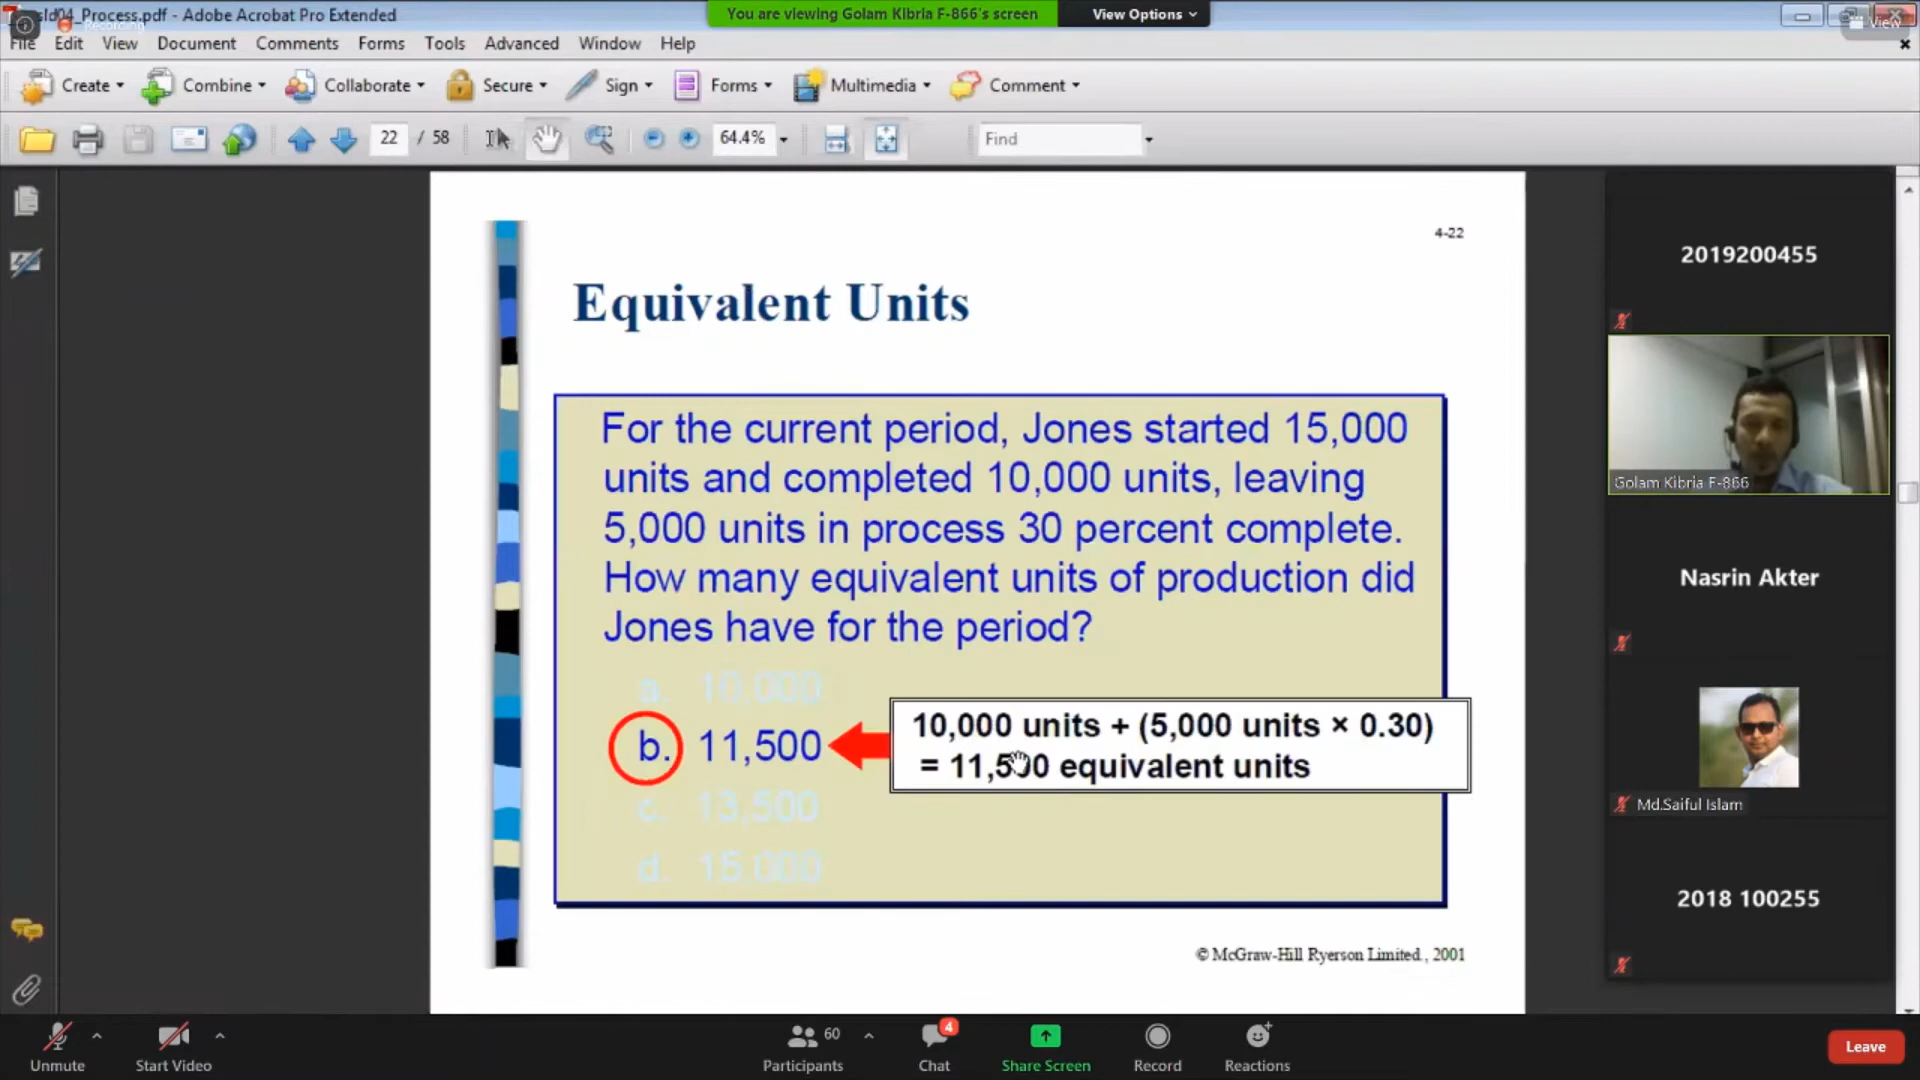 sld04_Process.pdf - Adobe Acrobat Pro Extended
Recording
You are viewing Golam Kibria F-866's screen
View Options
View
File Edit View Document Comments Forms Tools Advanced Window Help
Create Combine Collaborate Secure Sign Forms Multimedia Comment
22 / 58 64.4% Find
4-22
Equivalent Units
For the current period, Jones started 15,000
units and completed 10,000 units, leaving
5,000 units in process 30 percent complete.
How many equivalent units of production did
Jones have for the period?
a. 10,000
b. 11,500
c. 13,500
d. 15,000
10,000 units + (5,000 units × 0.30)
= 11,500 equivalent units
© McGraw-Hill Ryerson Limited., 2001
2019200455
Golam Kibria F-866
Nasrin Akter
Md.Saiful Islam
2018 100255
Unmute
Start Video
60
Participants
4
Chat
Share Screen
Record
Reactions
Leave